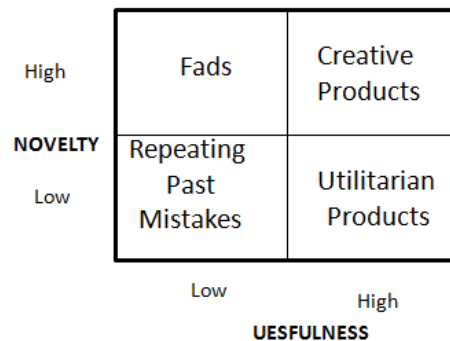 High
Fads
Creative
Products
NOVELTY
Low
Repeating
Past
Mistakes
Utilitarian
Products
Low
High
UESFULNESS